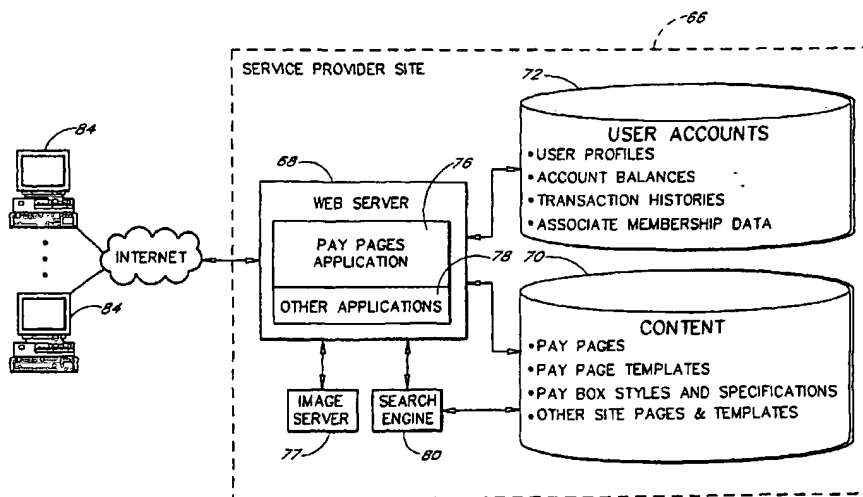 66
SERVICE PROVIDER SITE
72
USER ACCOUNTS
•USER PROFILES
•ACCOUNT BALANCES
•TRANSACTION HISTORIES
•ASSOCIATE MEMBERSHIP DATA
84
68
76
WEB SERVER
PAY PAGES
APPLICATION
78
OTHER APPLICATIONS
INTERNET
84
70
CONTENT
•PAY PAGES
•PAY PAGE TEMPLATES
•PAY BOX STYLES AND SPECIFICATIONS
•OTHER SITE PAGES & TEMPLATES
IMAGE
SERVER
77
SEARCH
ENGINE
80